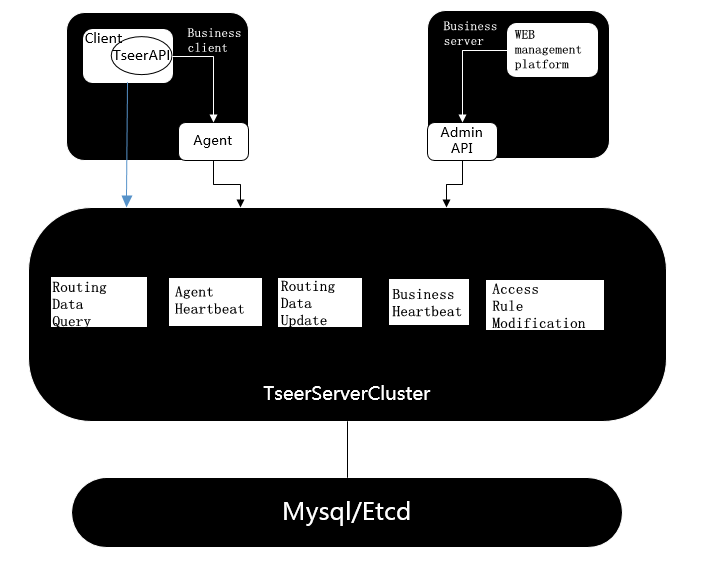 Client
TseerAPI
Business
client
Agent
Business
server
WEB
management
platform
Admin
API
Routing
Data
Query
Agent
Heartbeat
Routing
Data
Update
Business
Heartbeat
Access
Rule
Modification
TseerServerCluster
Mysql/Etcd